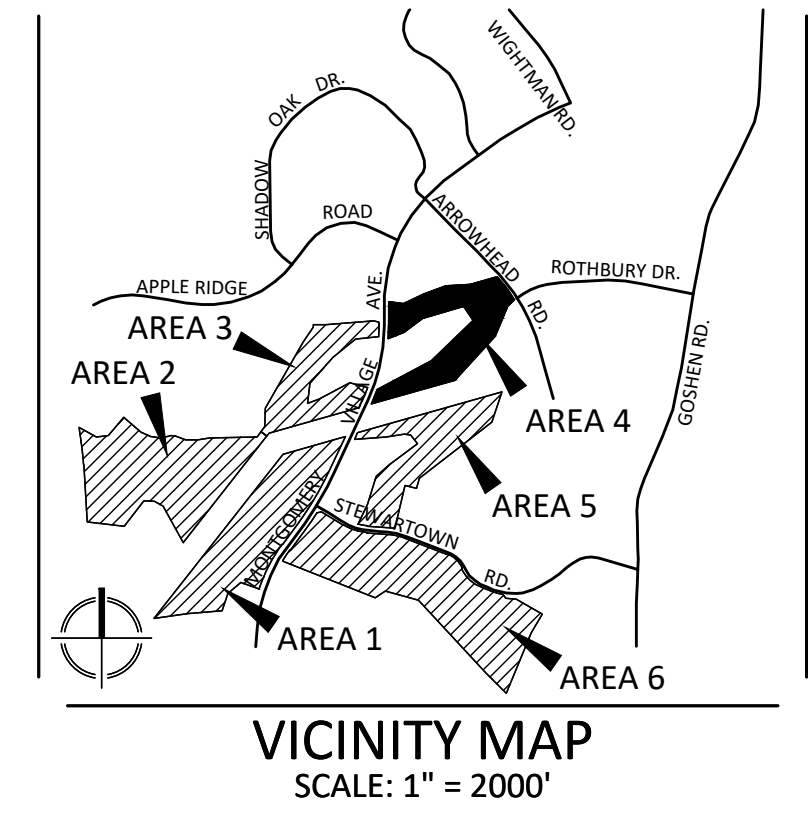 WIGHTMAN RD.
SHADOW OAK DR.
ARROWHEAD RD.
APPLE RIDGE ROAD
ROTHBURY DR.
GOSHEN RD.
MONTGOMERY VILLAGE AVE.
AREA 3
AREA 2
AREA 4
AREA 5
STEWARTOWN RD.
AREA 1
AREA 6
VICINITY MAP
SCALE: 1" = 2000'